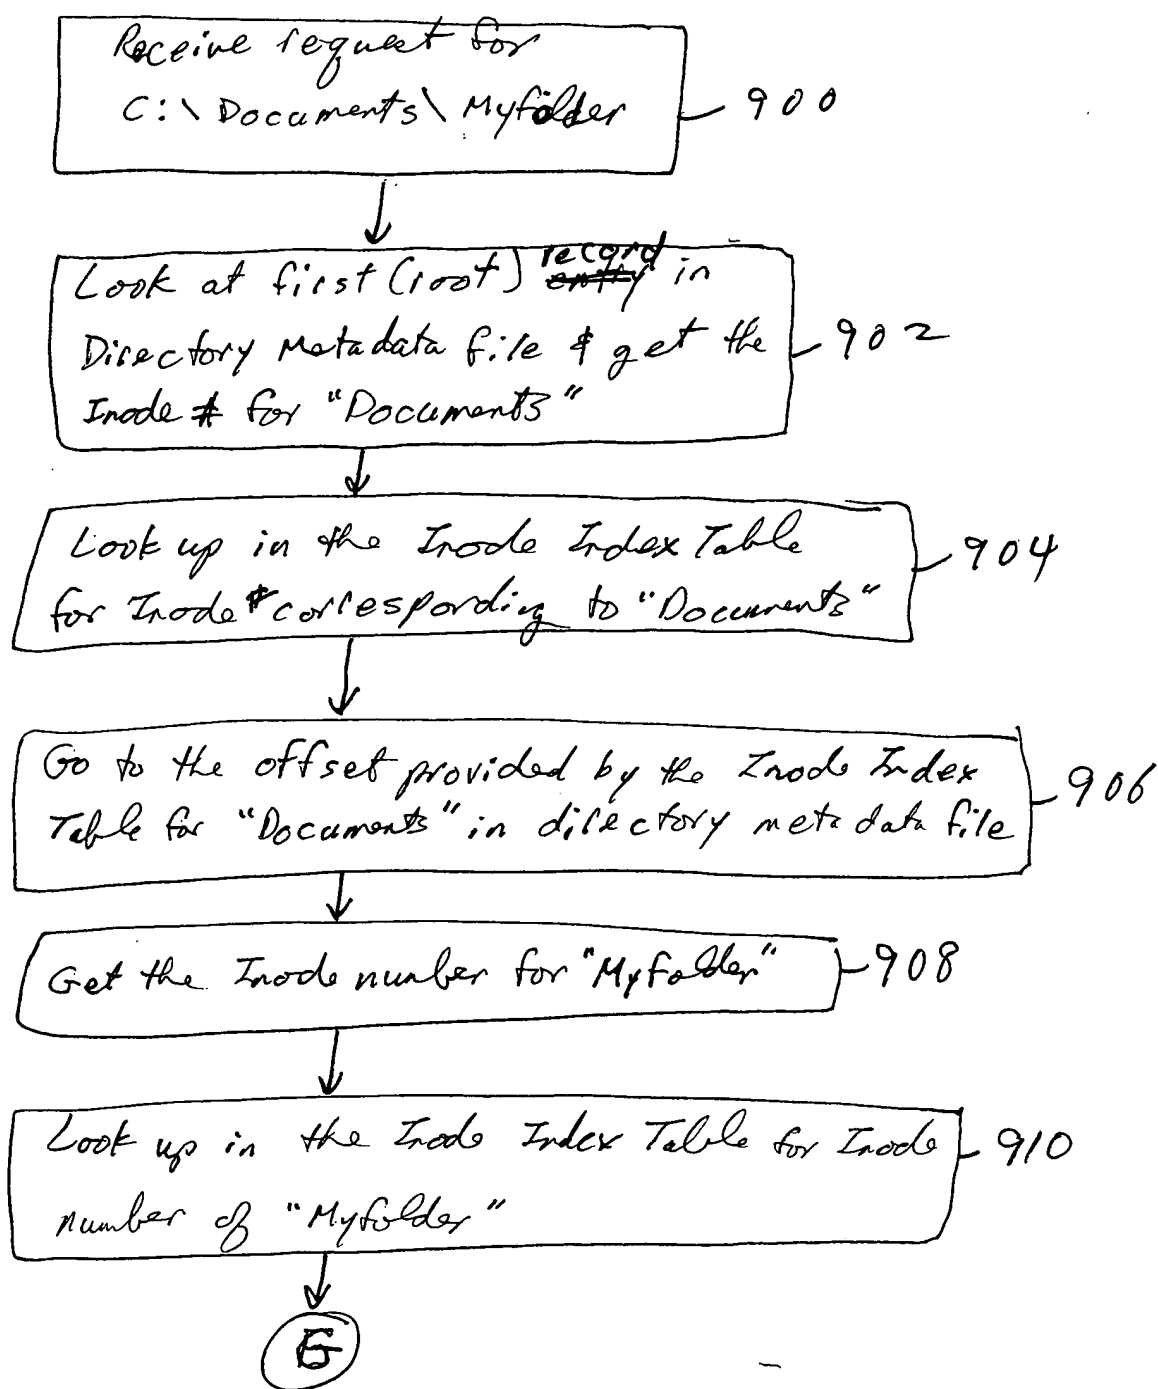 Receive request for
C:\Documents\Myfolder
900
record
Look at first (root) entry in
Directory Metadata file & get the
Inode # for "Documents"
902
Look up in the Inode Index Table
for Inode # corresponding to "Documents"
904
Go to the offset provided by the Inode Index
Table for "Documents" in directory metadata file
906
Get the Inode number for "Myfolder"
908
Look up in the Inode Index Table for Inode
number of "Myfolder"
910
G